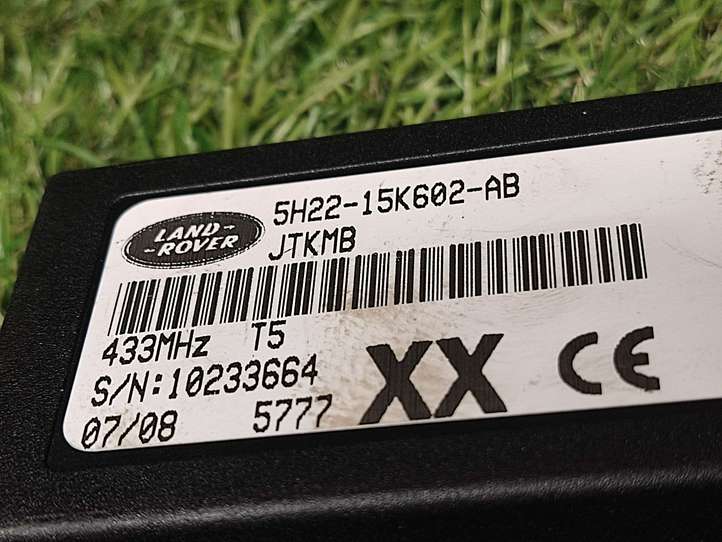 LAND-
-ROVER
5H22-15K602-AB
JTKMB
433MHz T5
S/N:10233664
07/08 5777
XX CE